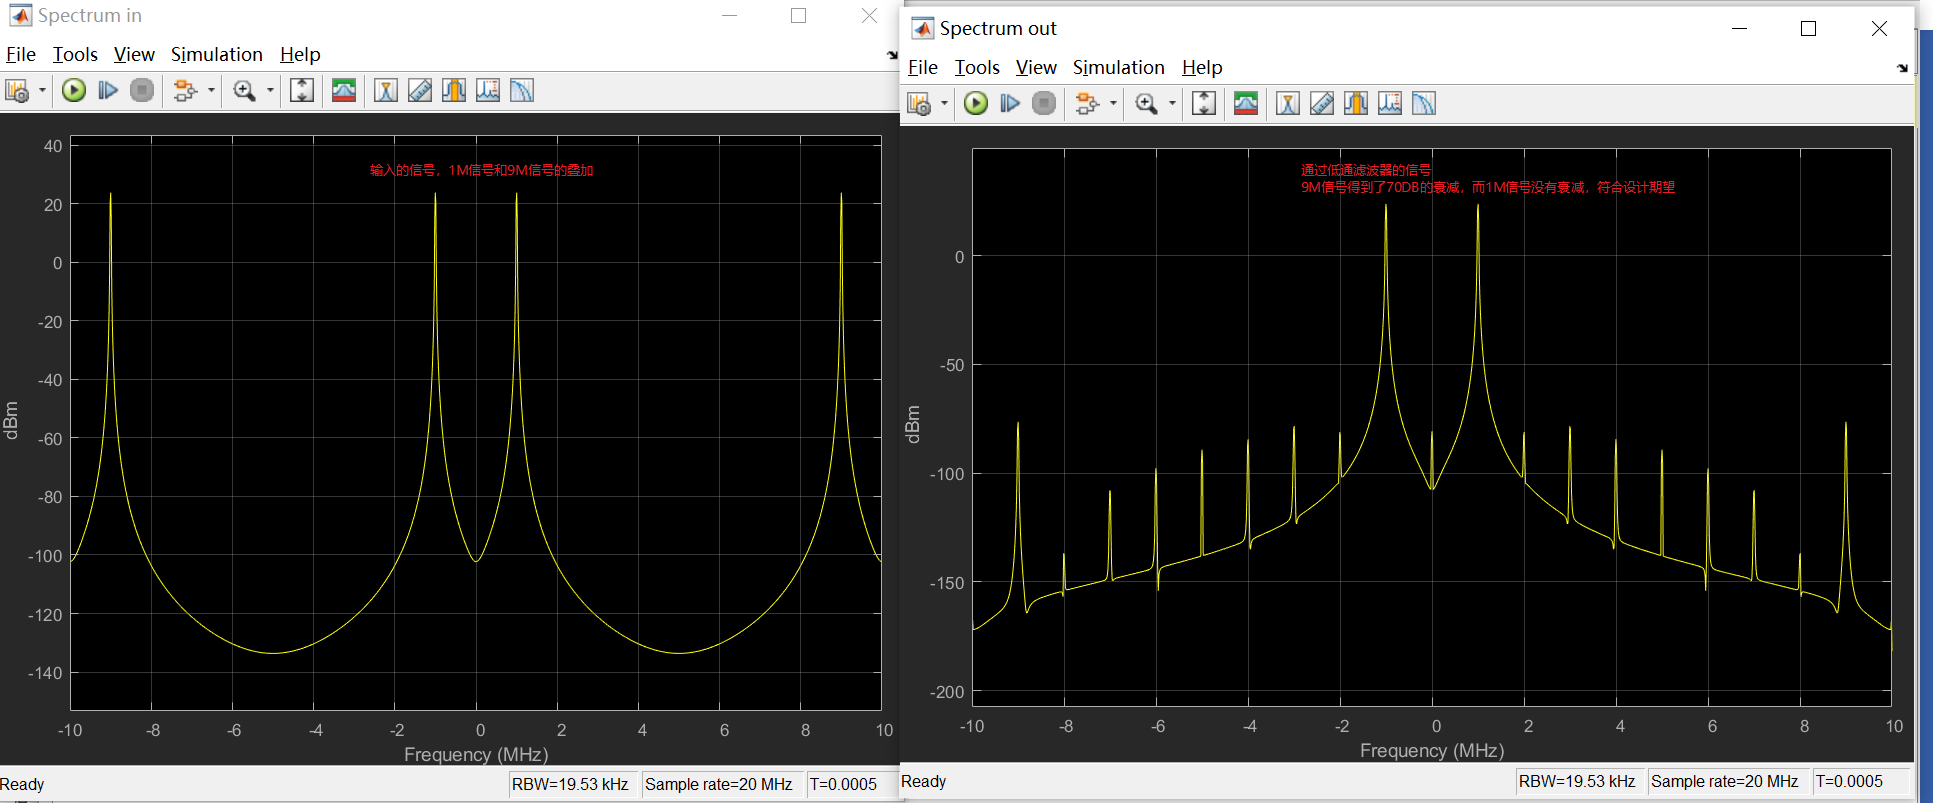 Spectrum in
File Tools View Simulation Help
输入的信号，1M信号和9M信号的叠加
40
20
0
-20
-40
-60
-80
-100
-120
-140
dBm
-10 -8 -6 -4 -2 0 2 4 6 8 10
Frequency (MHz)
Ready RBW=19.53 kHz Sample rate=20 MHz T=0.0005
Spectrum out
File Tools View Simulation Help
通过低通滤波器的信号
9M信号得到了70DB的衰减，而1M信号没有衰减，符合设计期望
0
-50
-100
-150
-200
dBm
-10 -8 -6 -4 -2 0 2 4 6 8 10
Frequency (MHz)
Ready RBW=19.53 kHz Sample rate=20 MHz T=0.0005